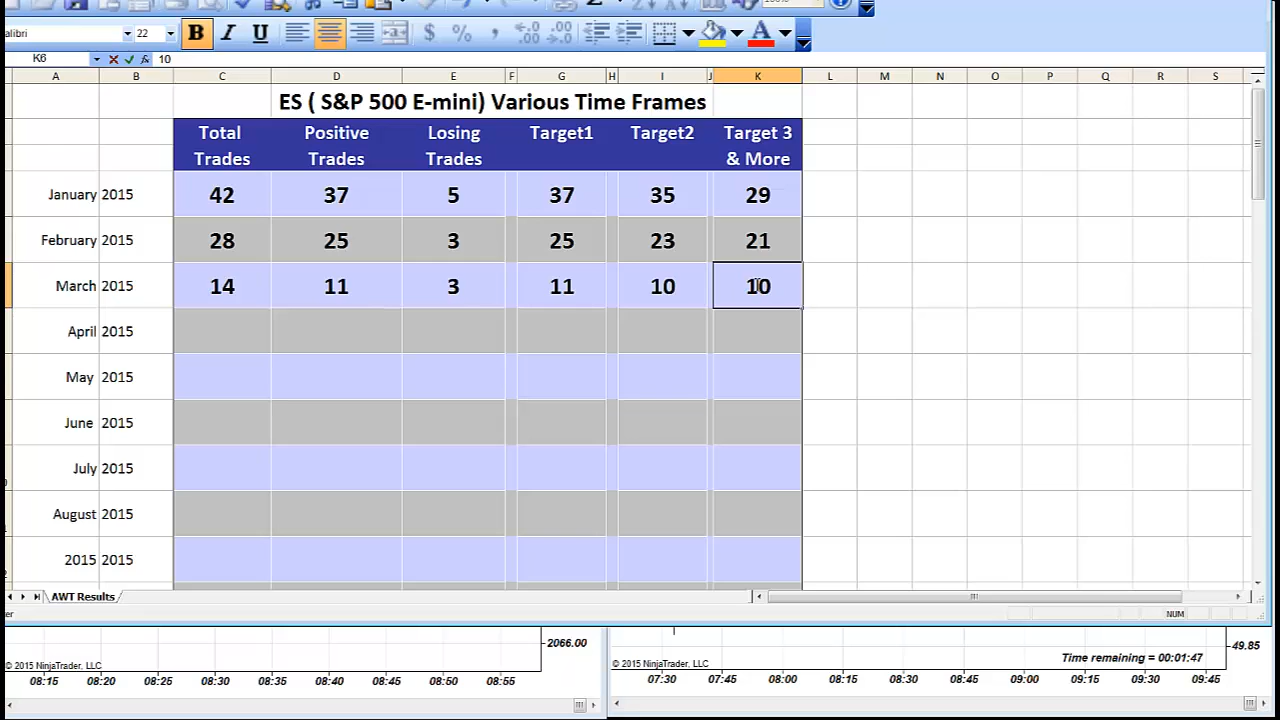 alibri 22 B I U $ % , .00 .0 A
K6 10
A B C D E F G H I J K L M N O P Q R S
ES ( S&P 500 E-mini) Various Time Frames
Total Trades Positive Trades Losing Trades Target1 Target2 Target 3 & More
January 2015 42 37 5 37 35 29
February 2015 28 25 3 25 23 21
March 2015 14 11 3 11 10 10
April 2015
May 2015
June 2015
July 2015
August 2015
2015 2015
AWT Results
NUM
2066.00
© 2015 NinjaTrader, LLC
08:15 08:20 08:25 08:30 08:35 08:40 08:45 08:50 08:55
49.85
Time remaining = 00:01:47
© 2015 NinjaTrader, LLC
07:30 07:45 08:00 08:15 08:30 08:45 09:00 09:15 09:30 09:45